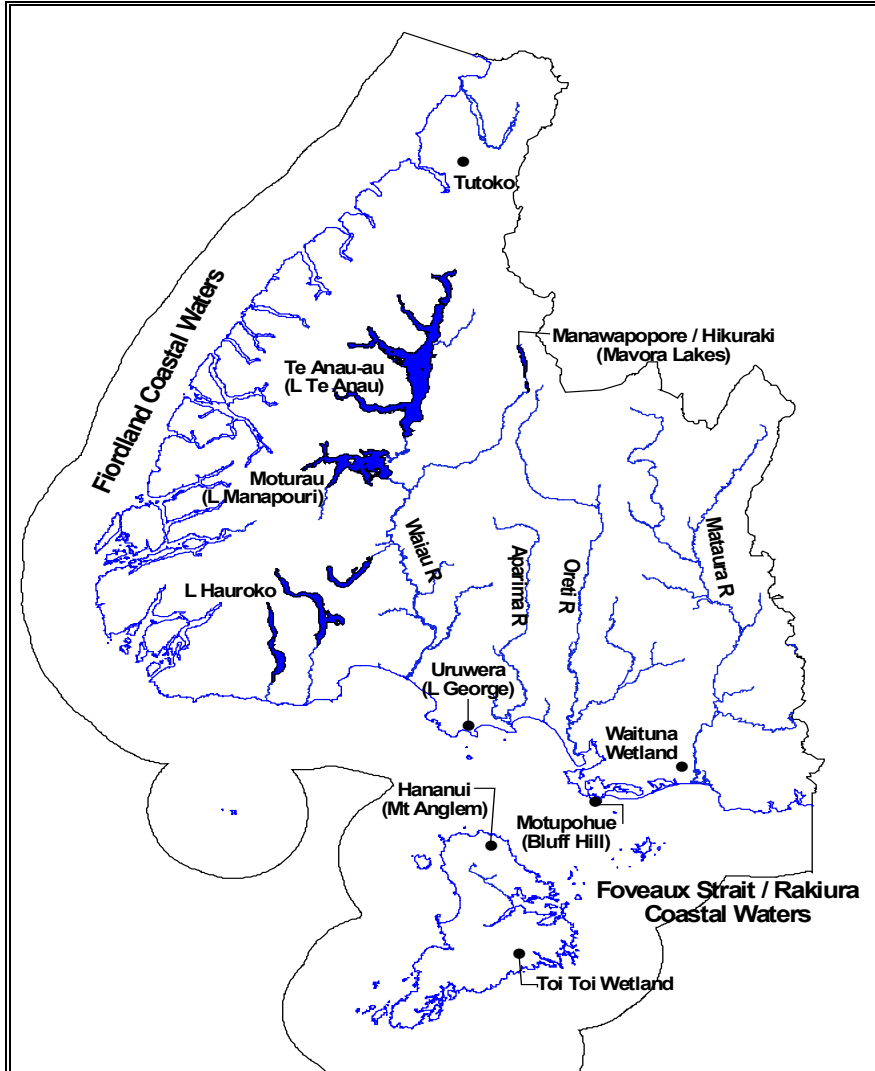 Tutoko
Fiordland Coastal Waters
Manawapopore / Hikuraki
(Mavora Lakes)
Te Anau-au
(L Te Anau)
Moturau
(L Manapouri)
Waiau R
Aparima R
Oreti R
Mataura R
L Hauroko
Uruwera
(L George)
Waituna
Wetland
Hananui
(Mt Anglem)
Motupohue
(Bluff Hill)
Foveaux Strait / Rakiura
Coastal Waters
Toi Toi Wetland